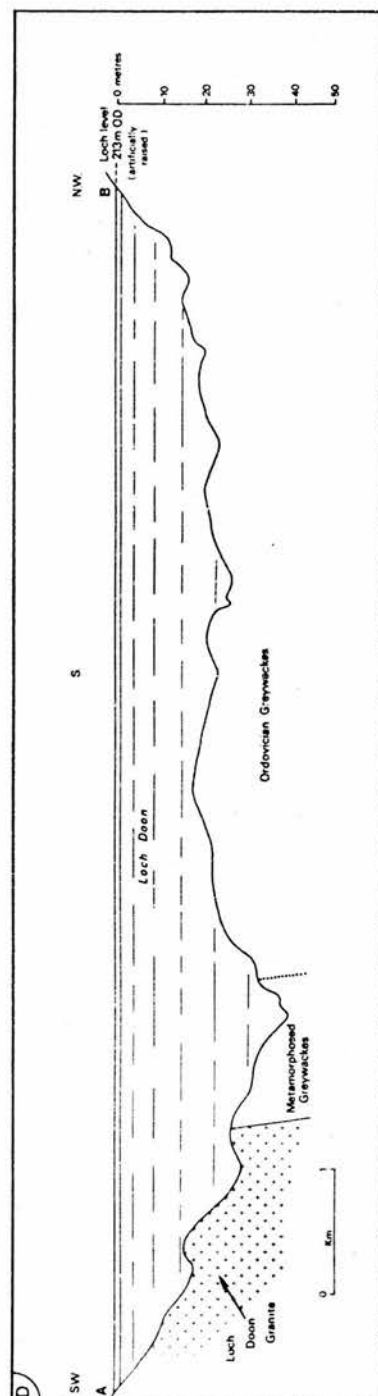 D
SW
S
NW.
A
B
Loch level
213m O.D
(artificially
raised)
0 metres
10
20
30
40
50
Loch Doon
Ordovician Greywackes
Metamorphosed
Greywackes
Loch
Doon
Granite
0
Km
1